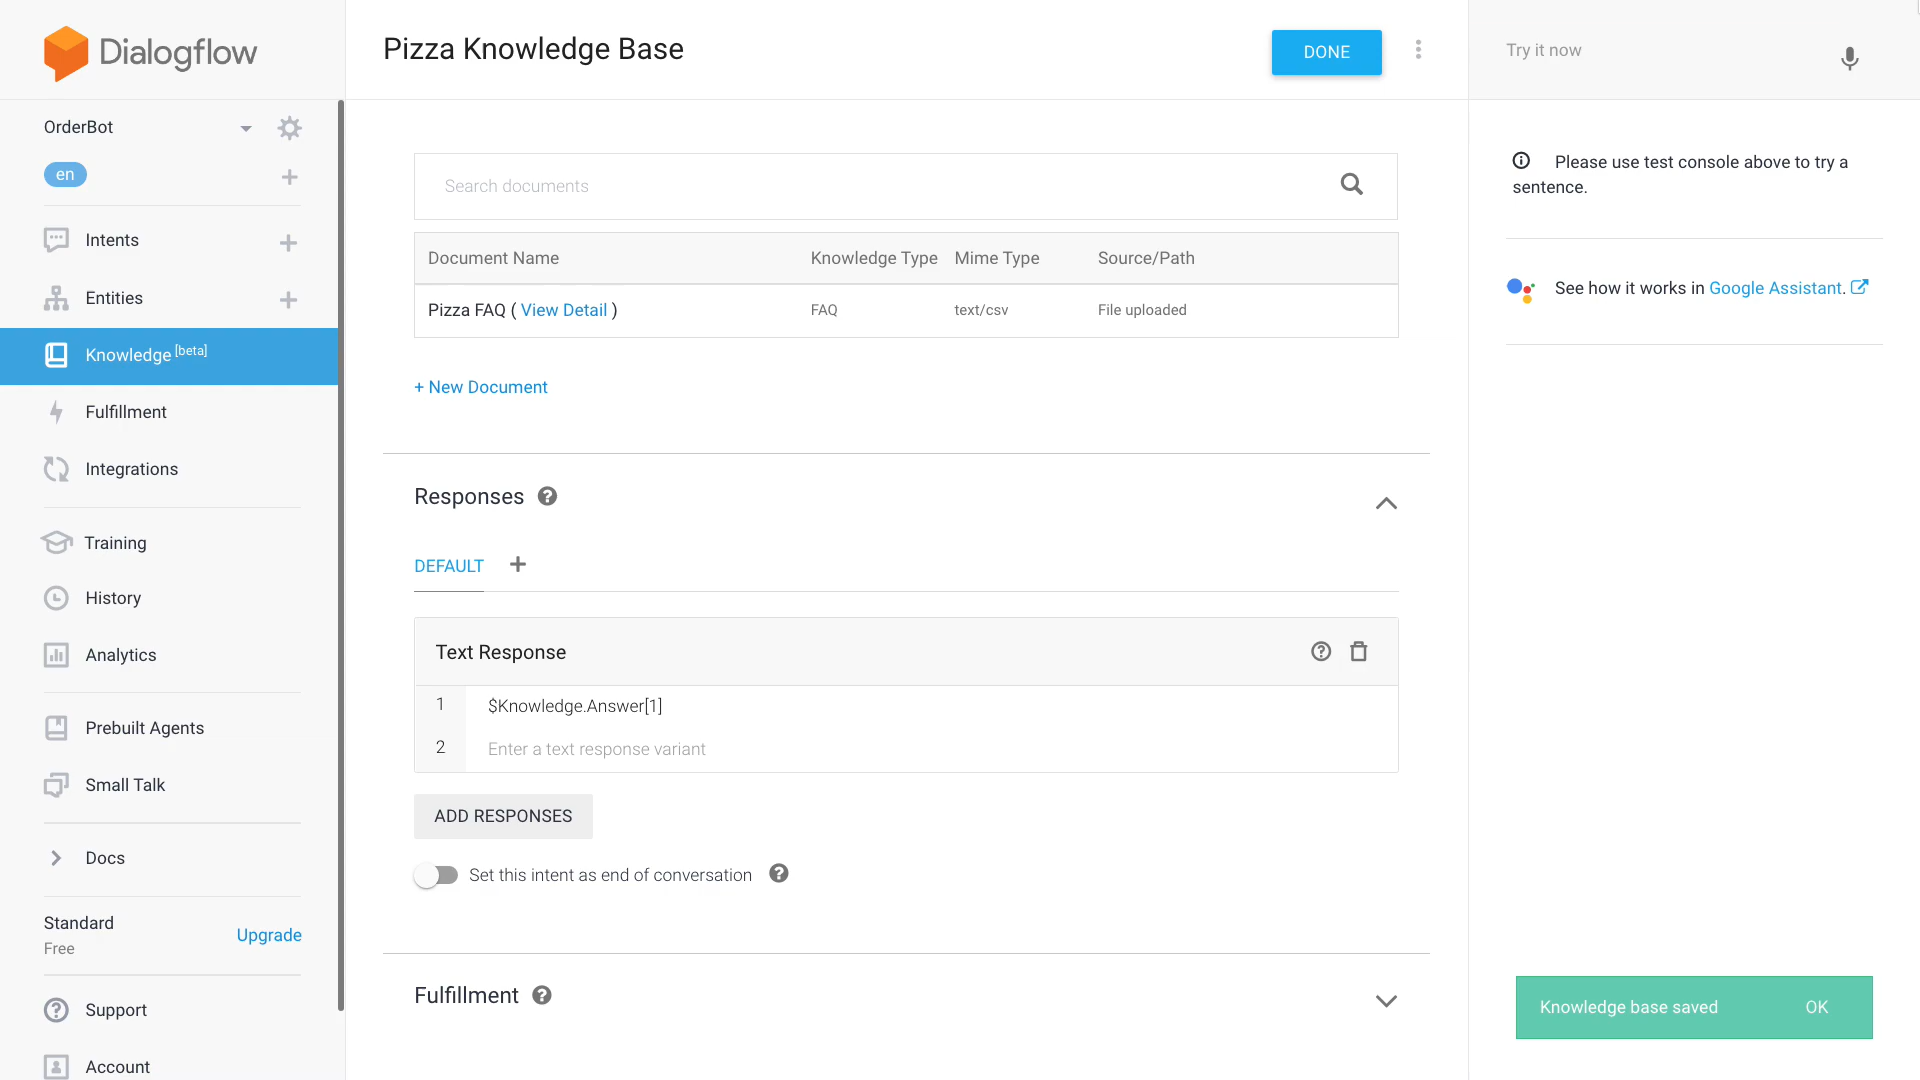 Dialogflow
OrderBot
en
Intents
Entities
Knowledge [beta]
Fulfillment
Integrations
Training
History
Analytics
Prebuilt Agents
Small Talk
Docs
Standard
Free
Upgrade
Support
Account
Pizza Knowledge Base
DONE
Search documents
Document Name Knowledge Type Mime Type Source/Path
Pizza FAQ ( View Detail ) FAQ text/csv File uploaded
+ New Document
Responses
DEFAULT
Text Response
1 $Knowledge.Answer[1]
2 Enter a text response variant
ADD RESPONSES
Set this intent as end of conversation
Fulfillment
Try it now
Please use test console above to try a
sentence.
See how it works in Google Assistant.
Knowledge base saved OK